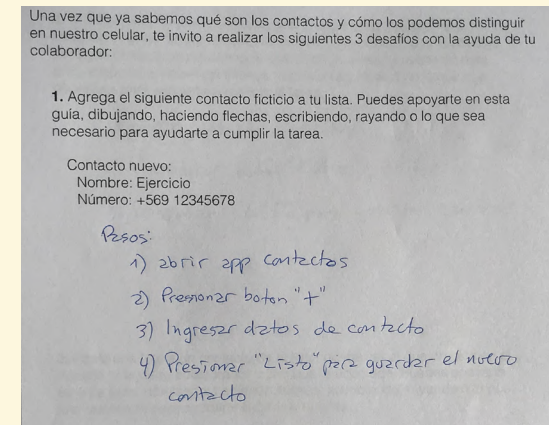 Una vez que ya sabemos qué son los contactos y cómo los podemos distinguir
en nuestro celular, te invito a realizar los siguientes 3 desafíos con la ayuda de tu
colaborador:
1. Agrega el siguiente contacto ficticio a tu lista. Puedes apoyarte en esta
guía, dibujando, haciendo flechas, escribiendo, rayando o lo que sea
necesario para ayudarte a cumplir la tarea.
Contacto nuevo:
Nombre: Ejercicio
Número: +569 12345678
Pasos:
1) abrir app contactos
2) Presionar boton "+"
3) Ingresar datos de contacto
4) Presionar "Listo" para guardar el nuevo
contacto